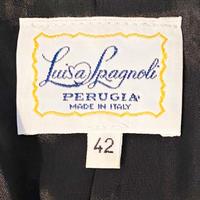 Luisa Spagnoli
PERUGIA
MADE IN ITALY
42